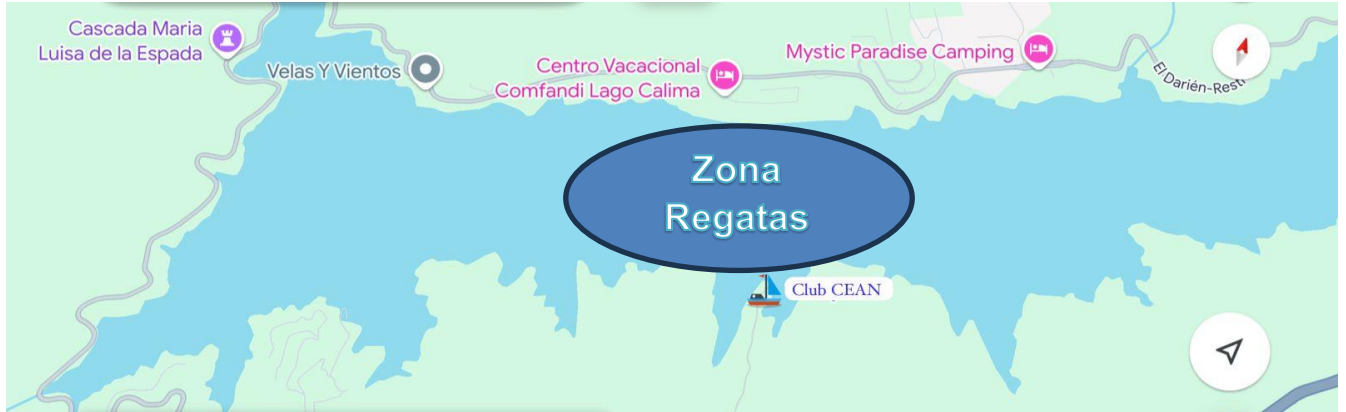 Cascada Maria
Luisa de la Espada
Velas Y Vientos
Centro Vacacional
Comfandi Lago Calima
Mystic Paradise Camping
El Darién-Rest
Zona
Regatas
Club CEAN